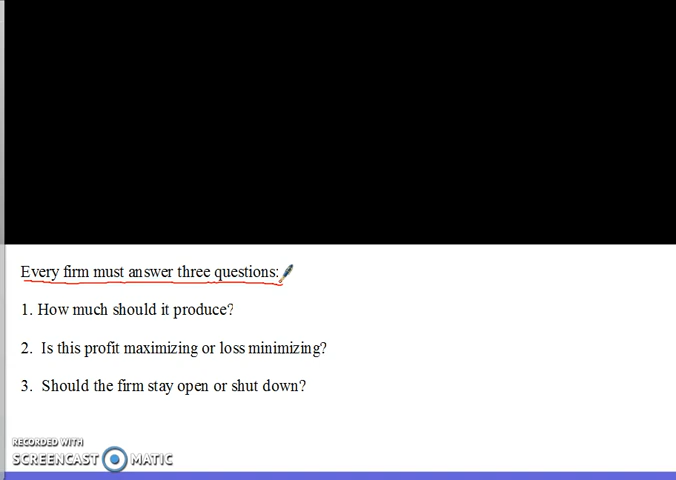 Every firm must answer three questions:
1. How much should it produce?
2. Is this profit maximizing or loss minimizing?
3. Should the firm stay open or shut down?
RECORDED WITH
SCREENCAST MATIC